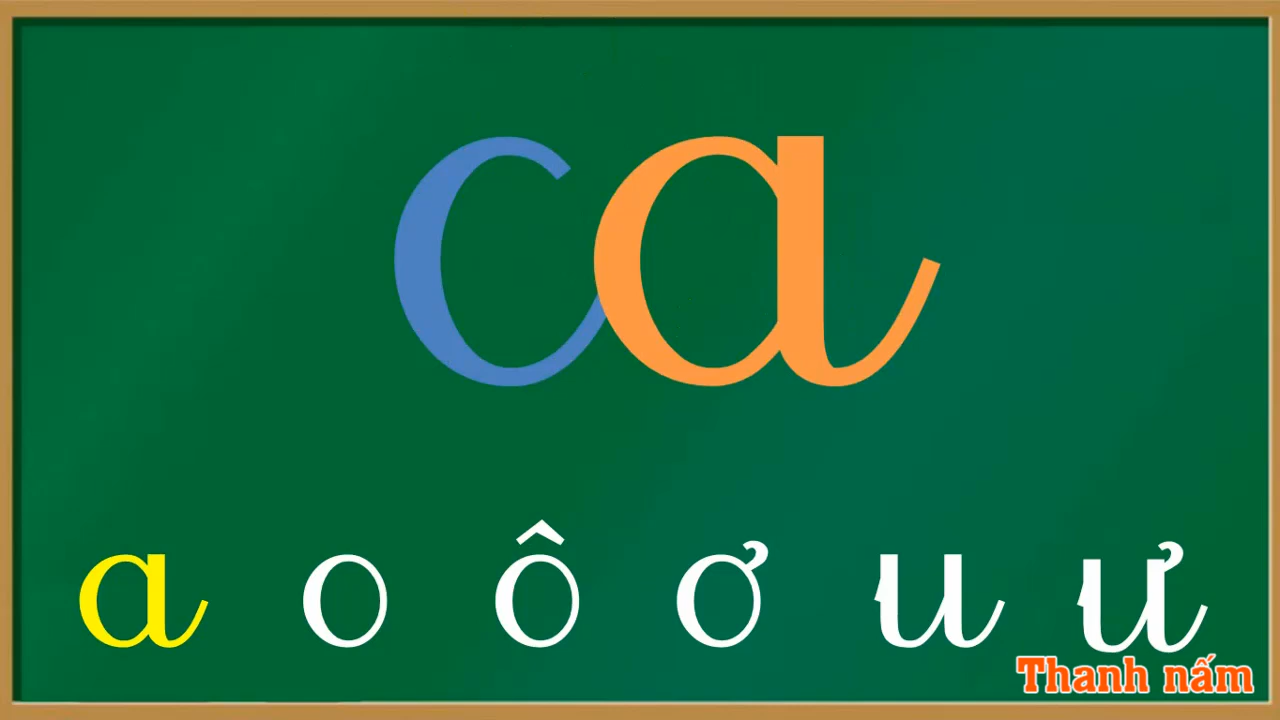 ca
a o ô ơ u ư
Thanh nấm